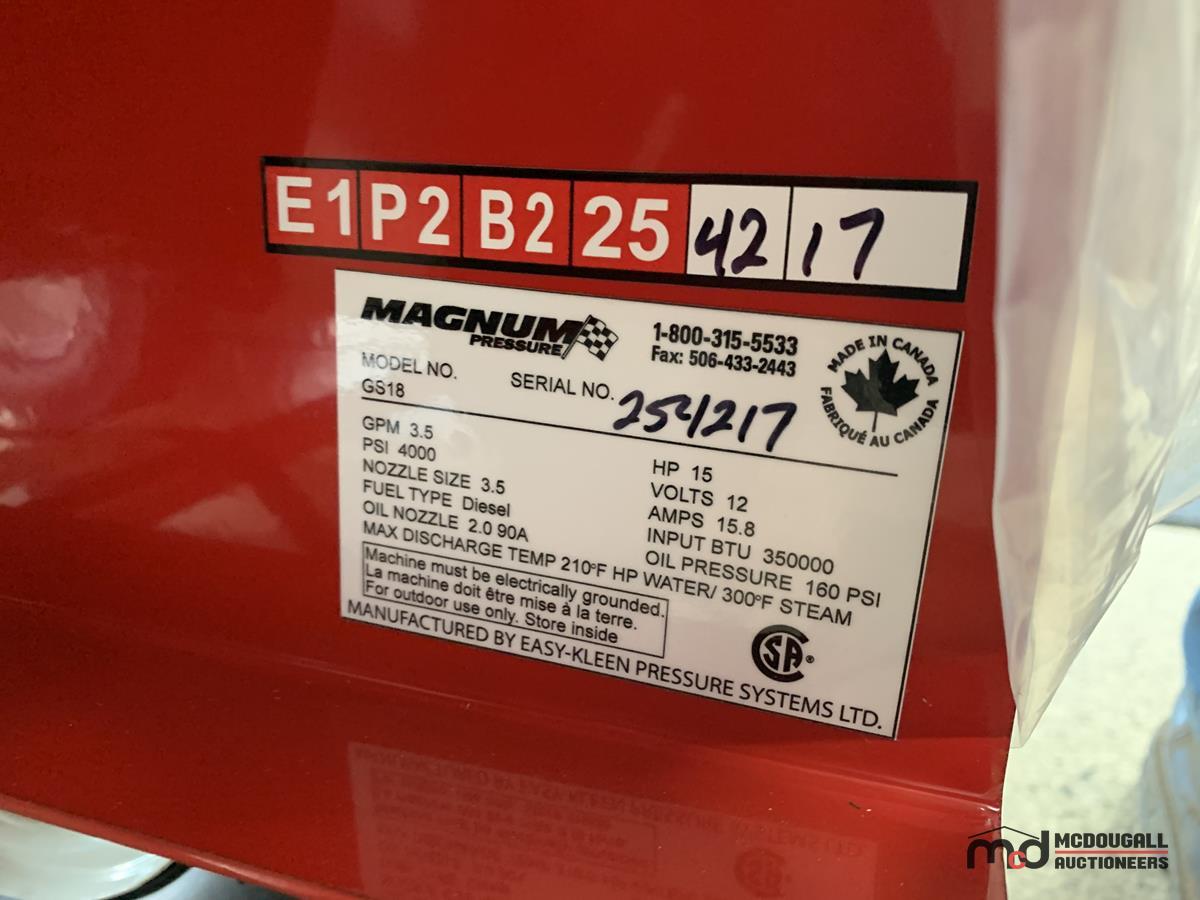 E1 P2 B2 25 42 17
MAGNUM
PRESSURE
1-800-315-5533
Fax: 506-433-2443
MADE IN CANADA
FABRIQUÉ AU CANADA
MODEL NO.
GS18
SERIAL NO. 254217
GPM 3.5
PSI 4000
NOZZLE SIZE 3.5
FUEL TYPE Diesel
OIL NOZZLE 2.0 90A
HP 15
VOLTS 12
AMPS 15.8
INPUT BTU 350000
OIL PRESSURE 160 PSI
MAX DISCHARGE TEMP 210°F HP WATER/ 300°F STEAM
Machine must be electrically grounded.
La machine doit être mise à la terre.
For outdoor use only. Store inside
CSA®
MANUFACTURED BY EASY-KLEEN PRESSURE SYSTEMS LTD.
mcd MCDOUGALL
AUCTIONEERS